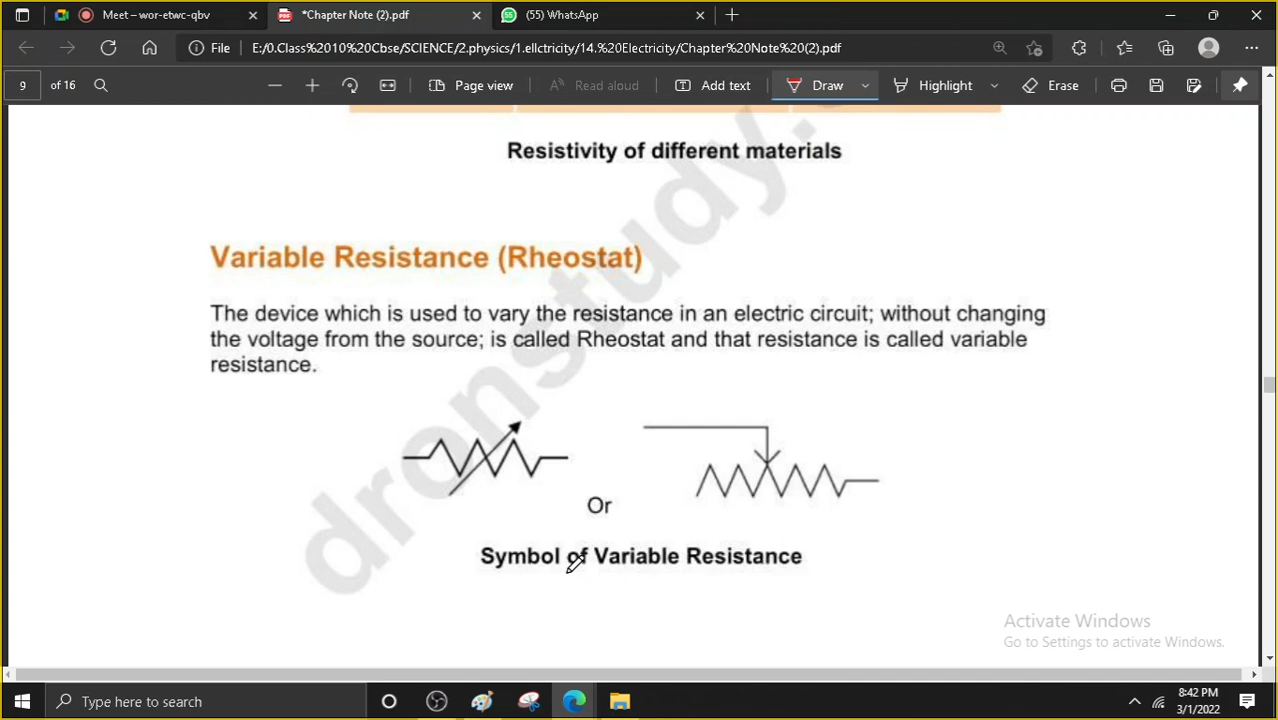 Meet – wor-etwc-qbv
*Chapter Note (2).pdf
(55) WhatsApp
File
E:/0.Class%2010%20Cbse/SCIENCE/2.physics/1.ellctricity/14.%20Electricity/Chapter%20Note%20(2).pdf
9 of 16
Page view
Read aloud
Add text
Draw
Highlight
Erase
Resistivity of different materials
Variable Resistance (Rheostat)
The device which is used to vary the resistance in an electric circuit; without changing
the voltage from the source; is called Rheostat and that resistance is called variable
resistance.
Or
Symbol of Variable Resistance
dronstudy.
Activate Windows
Go to Settings to activate Windows.
Type here to search
8:42 PM
3/1/2022